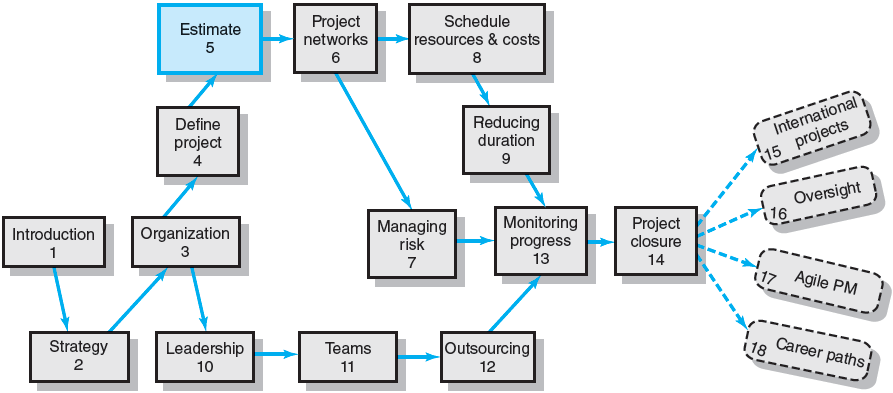 Estimate
5
Project
networks
6
Schedule
resources & costs
8
Define
project
4
Reducing
duration
9
International
projects
15
Oversight
16
Introduction
1
Organization
3
Managing
risk
7
Monitoring
progress
13
Project
closure
14
Agile PM
17
Strategy
2
Leadership
10
Teams
11
Outsourcing
12
Career paths
18